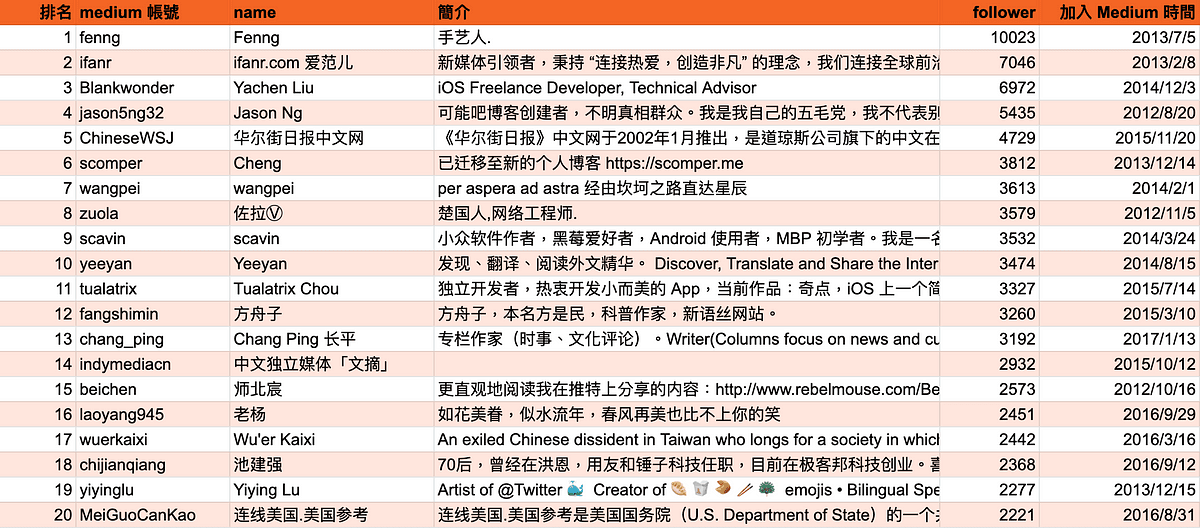 排名 medium 帳號 name 簡介 follower 加入 Medium 時間
1 fenng Fenng 手艺人. 10023 2013/7/5
2 ifanr ifanr.com 爱范儿 新媒体引领者，秉持 “连接热爱，创造非凡” 的理念，我们连接全球前沿 7046 2013/2/8
3 Blankwonder Yachen Liu iOS Freelance Developer, Technical Advisor 6972 2014/12/3
4 jason5ng32 Jason Ng 可能吧博客创建者，不明真相群众。我是我自己的五毛党，我不代表别 5435 2012/8/20
5 ChineseWSJ 华尔街日报中文网 《华尔街日报》中文网于2002年1月推出，是道琼斯公司旗下的中文在 4729 2015/11/20
6 scomper Cheng 已迁移至新的个人博客 https://scomper.me 3812 2013/12/14
7 wangpei wangpei per aspera ad astra 经由坎坷之路直达星辰 3613 2014/2/1
8 zuola 佐拉Ⓥ 楚国人,网络工程师. 3579 2012/11/5
9 scavin scavin 小众软件作者，黑莓爱好者，Android 使用者，MBP 初学者。我是一名 3532 2014/3/24
10 yeeyan Yeeyan 发现、翻译、阅读外文精华。 Discover, Translate and Share the Inter 3474 2014/8/15
11 tualatrix Tualatrix Chou 独立开发者，热衷开发小而美的 App，当前作品：奇点，iOS 上一个简 3327 2015/7/14
12 fangshimin 方舟子 方舟子，本名方是民，科普作家，新语丝网站。 3260 2015/3/10
13 chang_ping Chang Ping 长平 专栏作家（时事、文化评论）。Writer(Columns focus on news and cu 3192 2017/1/13
14 indymediacn 中文独立媒体「文摘」 2932 2015/10/12
15 beichen 师北宸 更直观地阅读我在推特上分享的内容：http://www.rebelmouse.com/Be 2573 2012/10/16
16 laoyang945 老杨 如花美眷，似水流年，春风再美也比不上你的笑 2451 2016/9/29
17 wuerkaixi Wu'er Kaixi An exiled Chinese dissident in Taiwan who longs for a society in which 2442 2016/3/16
18 chijianqiang 池建强 70后，曾经在洪恩，用友和锤子科技任职，目前在极客邦科技创业。喜 2368 2016/9/12
19 yiyinglu Yiying Lu Artist of @Twitter 🐳 Creator of 🥟 🥡 🥠 🥢 🦚 emojis • Bilingual Spe 2277 2013/12/15
20 MeiGuoCanKao 连线美国.美国参考 连线美国.美国参考是美国国务院（U.S. Department of State）的一个 2221 2016/8/31